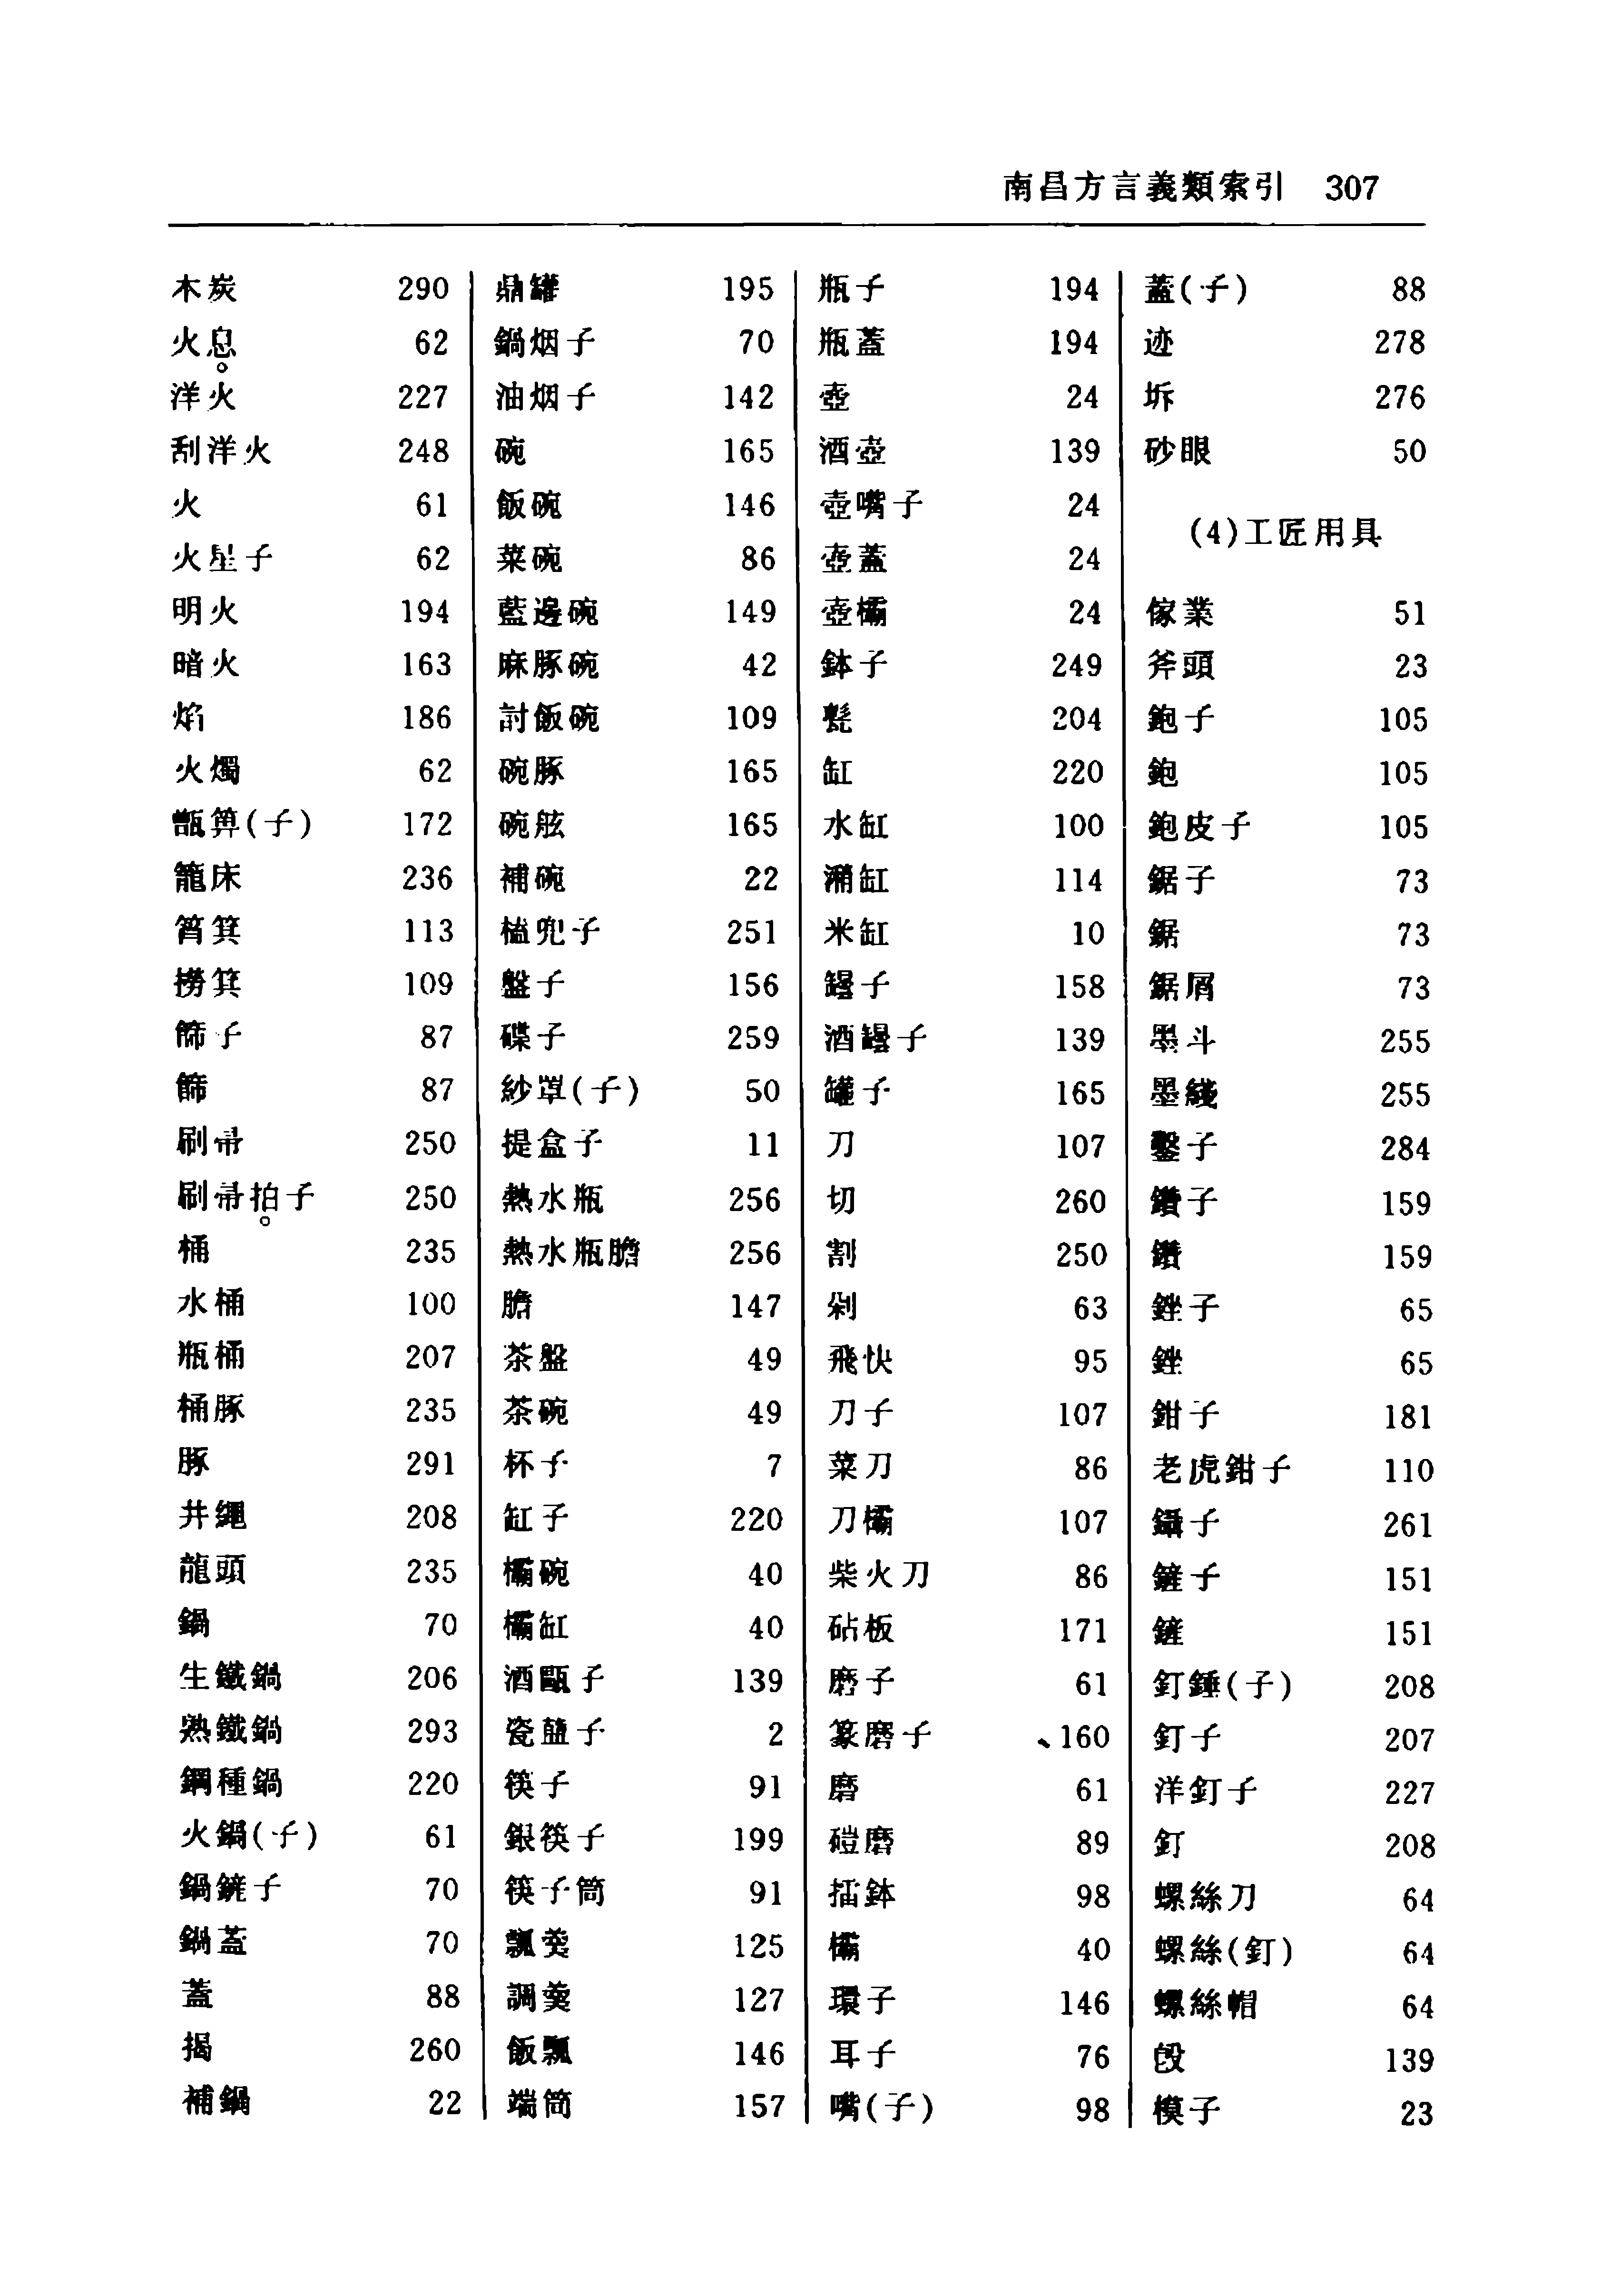 南昌方言義類索引 307
木炭 290
火息 62
洋火 227
刮洋火 248
火 61
火星子 62
明火 194
暗火 163
焰 186
火燭 62
甑箅(子) 172
籠床 236
筲箕 113
撈箕 109
篩子 87
篩 87
刷帚 250
刷帚拍子 250
桶 235
水桶 100
瓶桶 207
桶豚 235
豚 291
井繩 208
龍頭 235
鍋 70
生鐵鍋 206
熟鐵鍋 293
鋼種鍋 220
火鍋(子) 61
鍋鏟子 70
鍋蓋 70
蓋 88
揭 260
補鍋 22
鼎罐 195
鍋烟子 70
油烟子 142
碗 165
飯碗 146
菜碗 86
藍邊碗 149
麻豚碗 42
討飯碗 109
碗豚 165
碗舷 165
補碗 22
榼兜子 251
盤子 156
碟子 259
紗罩(子) 50
提盒子 11
熱水瓶 256
熱水瓶膽 256
膽 147
茶盤 49
茶碗 49
杯子 7
缸子 220
欛碗 40
欛缸 40
酒甌子 139
瓷盬子 2
筷子 91
銀筷子 199
筷子筒 91
瓢羹 125
調羹 127
飯瓢 146
端筒 157
瓶子 194
瓶蓋 194
壺 24
酒壺 139
壺嘴子 24
壺蓋 24
壺欛 24
鉢子 249
甏 204
缸 220
水缸 100
潲缸 114
米缸 10
罎子 158
酒罎子 139
罐子 165
刀 107
切 260
割 250
剁 63
飛快 95
刀子 107
菜刀 86
刀欛 107
柴火刀 86
砧板 171
磨子 61
篆磨子 160
磨 61
磑磨 89
擂鉢 98
欛 40
環子 146
耳子 76
嘴(子) 98
蓋(子) 88
迹 278
坼 276
砂眼 50
(4)工匠用具
傢業 51
斧頭 23
鉋子 105
鉋 105
鉋皮子 105
鋸子 73
鋸 73
鋸屑 73
墨斗 255
墨綫 255
鑿子 284
鑽子 159
鑽 159
銼子 65
銼 65
鉗子 181
老虎鉗子 110
鑷子 261
鏟子 151
鏟 151
釘錘(子) 208
釘子 207
洋釘子 227
釘 208
螺絲刀 64
螺絲(釘) 64
螺絲帽 64
毀 139
模子 23